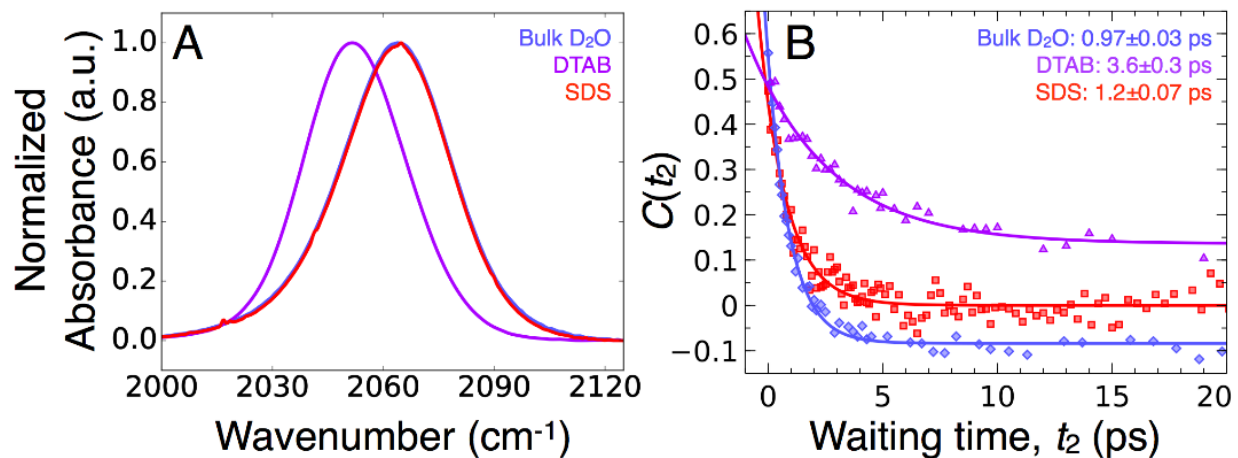 A
Bulk D₂O
DTAB
SDS
1.0
0.8
0.6
0.4
0.2
0.0
Normalized
Absorbance (a.u.)
2000 2030 2060 2090 2120
Wavenumber (cm⁻¹)
B
Bulk D₂O: 0.97±0.03 ps
DTAB: 3.6±0.3 ps
SDS: 1.2±0.07 ps
0.6
0.5
0.4
0.3
0.2
0.1
0
−0.1
C(t₂)
0 5 10 15 20
Waiting time, t₂ (ps)